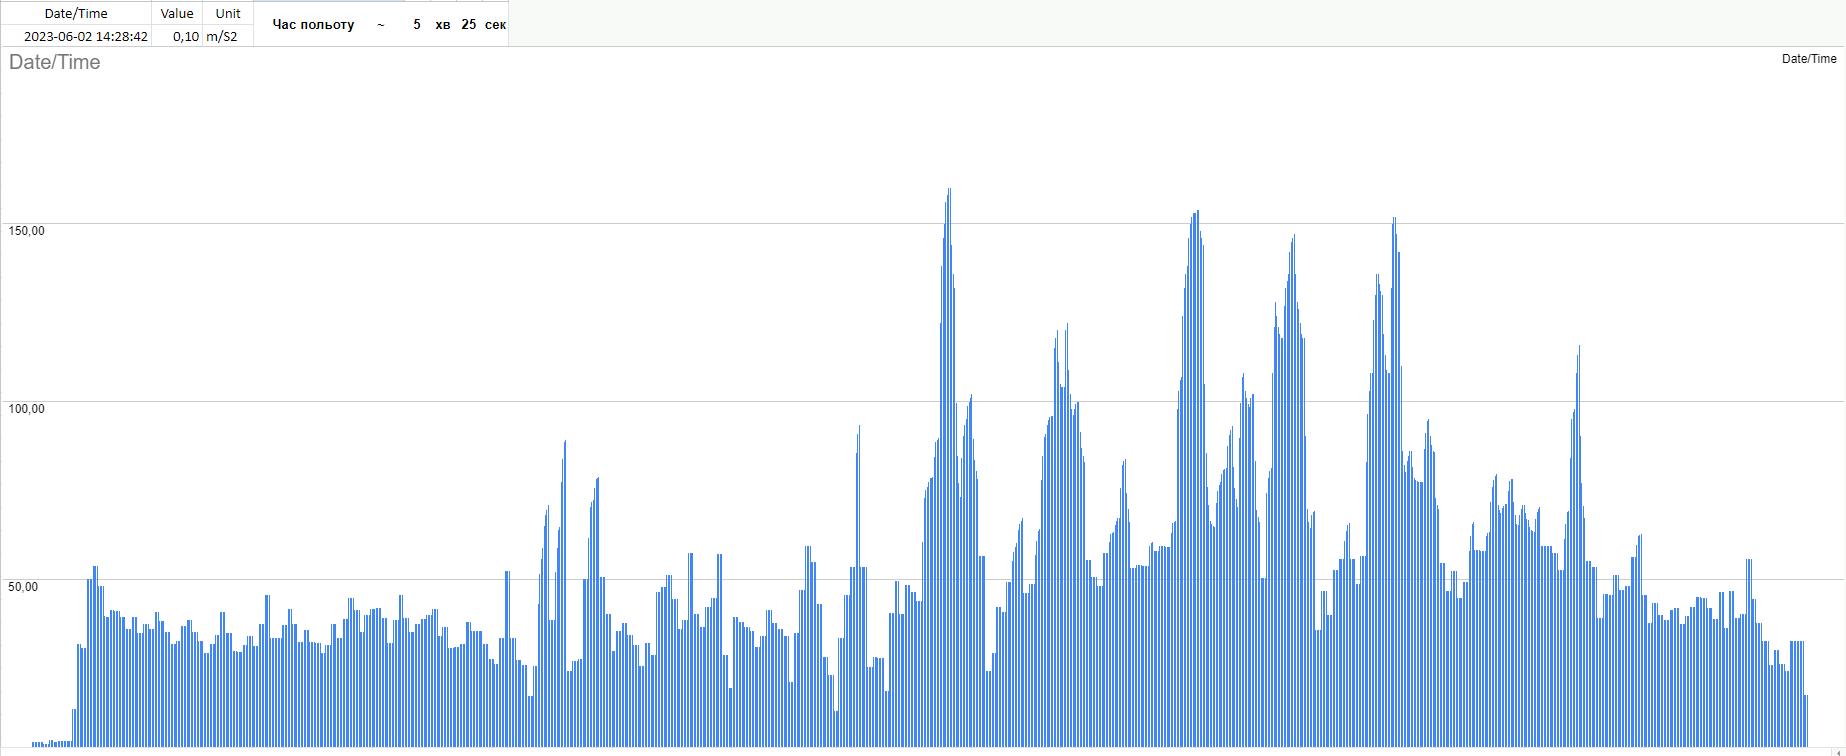 Date/Time Value Unit Час польоту ~ 5 хв 25 сек
2023-06-02 14:28:42 0,10 m/S2
Date/Time
Date/Time
150,00
100,00
50,00